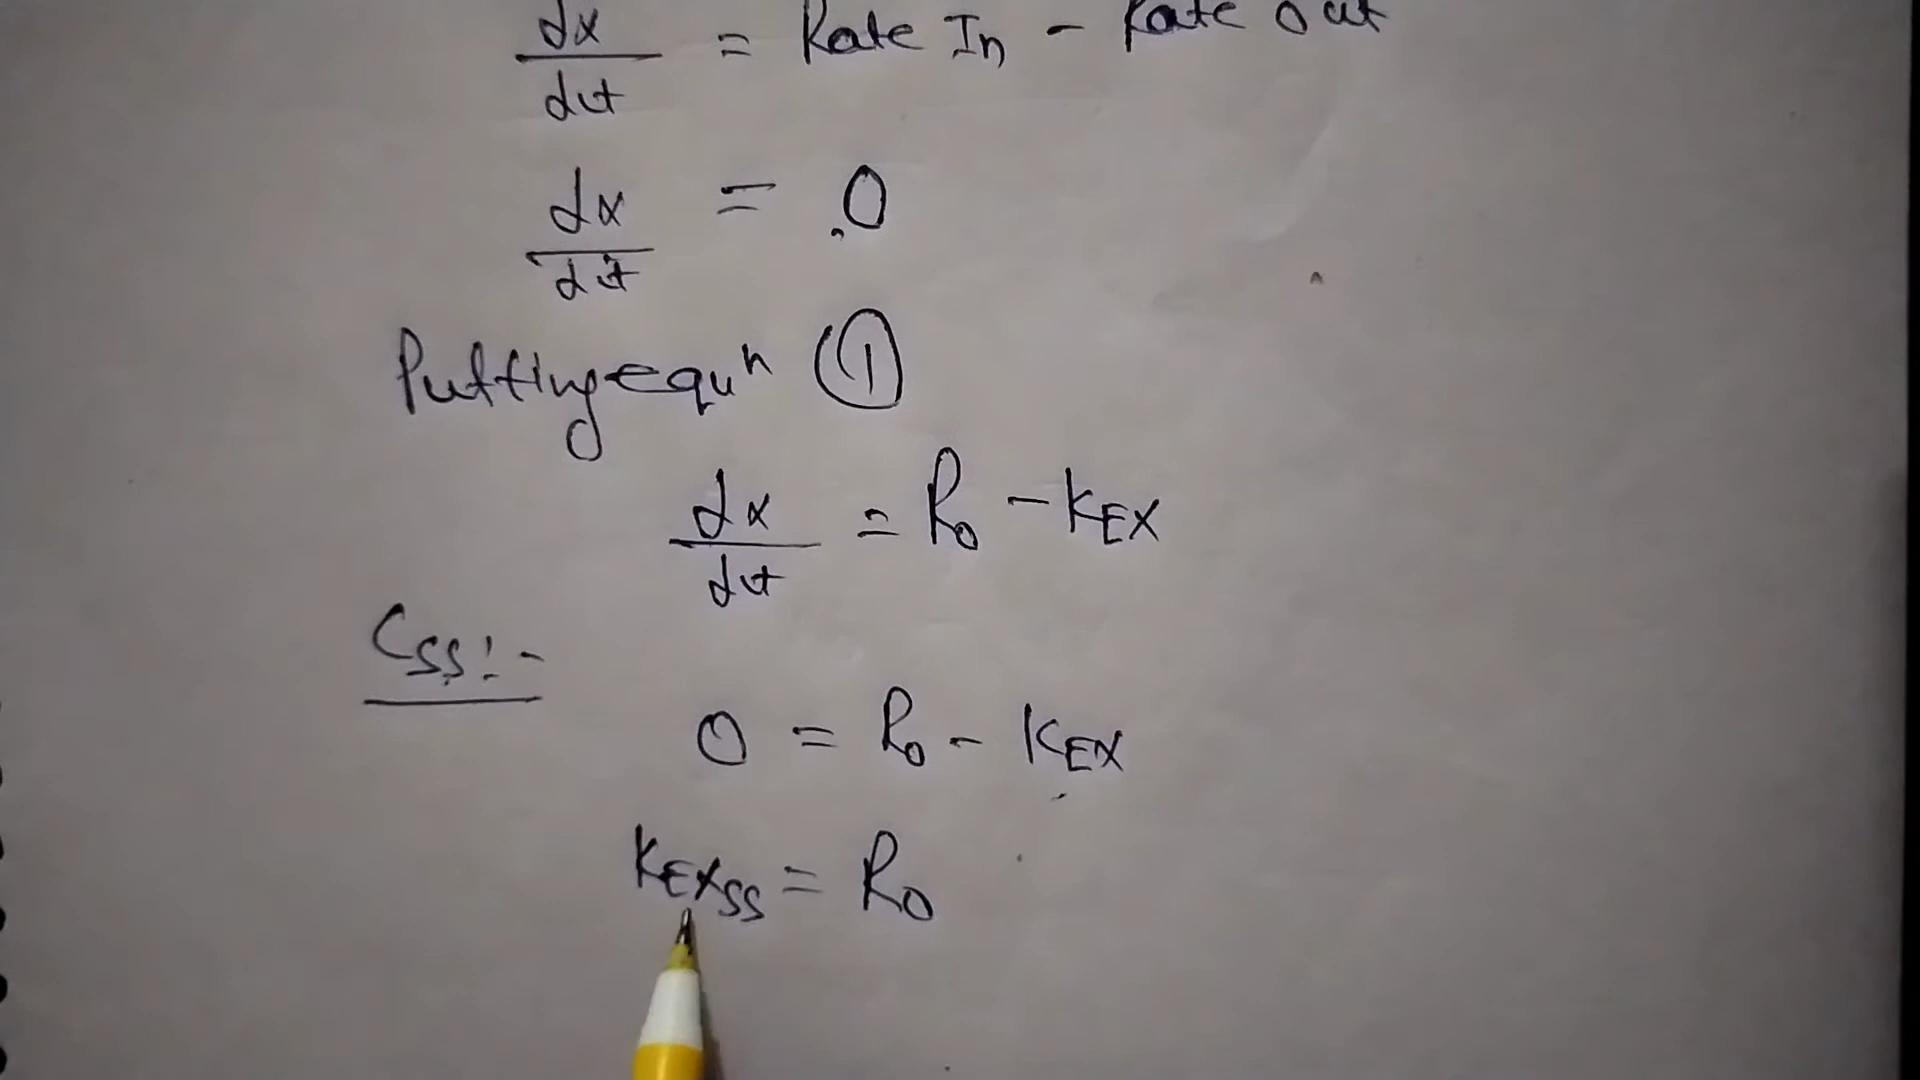 dx/dt = Rate In - Rate Out
dx/dt = 0
Putting equⁿ ①
dx/dt = R₀ - KEX
Css:-
0 = R₀ - KEX
KEXss = R₀